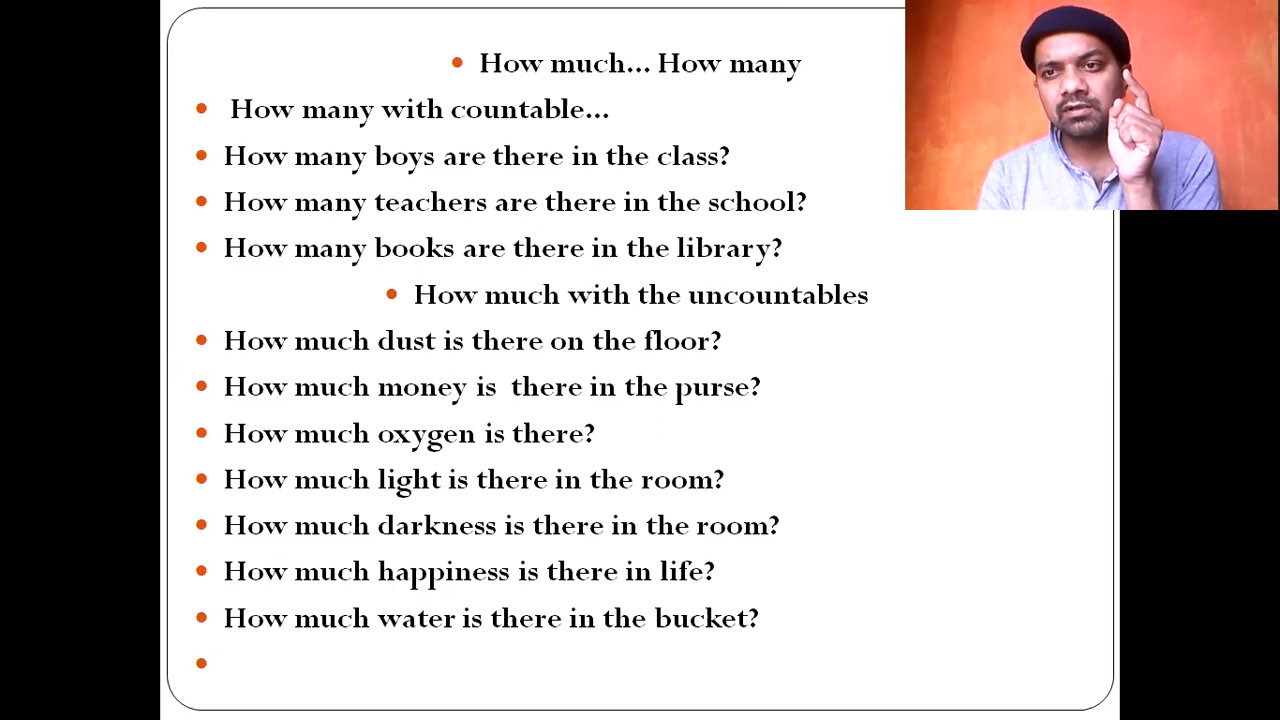 How much... How many
How many with countable...
How many boys are there in the class?
How many teachers are there in the school?
How many books are there in the library?
How much with the uncountables
How much dust is there on the floor?
How much money is  there in the purse?
How much oxygen is there?
How much light is there in the room?
How much darkness is there in the room?
How much happiness is there in life?
How much water is there in the bucket?